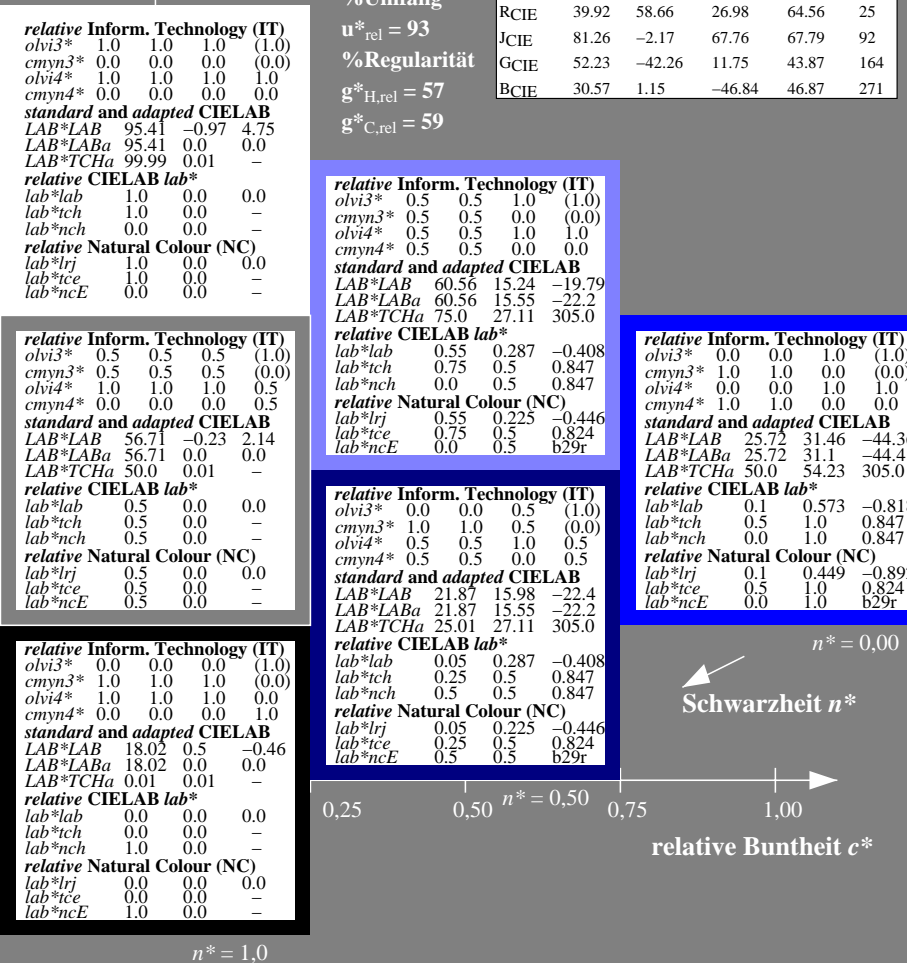 %Umfang
u*rel = 93
%Regularität
g*H,rel = 57
g*C,rel = 59
RCIE 39.92 58.66 26.98 64.56 25
JCIE 81.26 −2.17 67.76 67.79 92
GCIE 52.23 −42.26 11.75 43.87 164
BCIE 30.57 1.15 −46.84 46.87 271
relative Inform. Technology (IT)
olvi3* 1.0 1.0 1.0 (1.0)
cmyn3* 0.0 0.0 0.0 (0.0)
olvi4* 1.0 1.0 1.0 1.0
cmyn4* 0.0 0.0 0.0 0.0
standard and adapted CIELAB
LAB*LAB 95.41 −0.97 4.75
LAB*LABa 95.41 0.0 0.0
LAB*TCHa 99.99 0.01 –
relative CIELAB lab*
lab*lab 1.0 0.0 0.0
lab*tch 1.0 0.0 –
lab*nch 0.0 0.0 –
relative Natural Colour (NC)
lab*lrj 1.0 0.0 0.0
lab*tce 1.0 0.0 –
lab*ncE 0.0 0.0 –
relative Inform. Technology (IT)
olvi3* 0.5 0.5 1.0 (1.0)
cmyn3* 0.5 0.5 0.0 (0.0)
olvi4* 0.5 0.5 1.0 1.0
cmyn4* 0.5 0.5 0.0 0.0
standard and adapted CIELAB
LAB*LAB 60.56 15.24 −19.79
LAB*LABa 60.56 15.55 −22.2
LAB*TCHa 75.0 27.11 305.0
relative CIELAB lab*
lab*lab 0.55 0.287 −0.408
lab*tch 0.75 0.5 0.847
lab*nch 0.0 0.5 0.847
relative Natural Colour (NC)
lab*lrj 0.55 0.225 −0.446
lab*tce 0.75 0.5 0.824
lab*ncE 0.0 0.5 b29r
relative Inform. Technology (IT)
olvi3* 0.5 0.5 0.5 (1.0)
cmyn3* 0.5 0.5 0.5 (0.0)
olvi4* 1.0 1.0 1.0 0.5
cmyn4* 0.0 0.0 0.0 0.5
standard and adapted CIELAB
LAB*LAB 56.71 −0.23 2.14
LAB*LABa 56.71 0.0 0.0
LAB*TCHa 50.0 0.01 –
relative CIELAB lab*
lab*lab 0.5 0.0 0.0
lab*tch 0.5 0.0 –
lab*nch 0.5 0.0 –
relative Natural Colour (NC)
lab*lrj 0.5 0.0 0.0
lab*tce 0.5 0.0 –
lab*ncE 0.5 0.0 –
relative Inform. Technology (IT)
olvi3* 0.0 0.0 1.0 (1.0)
cmyn3* 1.0 1.0 0.0 (0.0)
olvi4* 0.0 0.0 1.0 1.0
cmyn4* 1.0 1.0 0.0 0.0
standard and adapted CIELAB
LAB*LAB 25.72 31.46
LAB*LABa 25.72 31.1 −44.4
LAB*TCHa 50.0 54.23 305.0
relative CIELAB lab*
lab*lab 0.1 0.573
lab*tch 0.5 1.0 0.847
lab*nch 0.0 1.0 0.847
relative Natural Colour (NC)
lab*lrj 0.1 0.449
lab*tce 0.5 1.0 0.824
lab*ncE 0.0 1.0 b29r
n* = 0,00
relative Inform. Technology (IT)
olvi3* 0.0 0.0 0.5 (1.0)
cmyn3* 1.0 1.0 0.5 (0.0)
olvi4* 0.5 0.5 1.0 0.5
cmyn4* 0.5 0.5 0.0 0.5
standard and adapted CIELAB
LAB*LAB 21.87 15.98 −22.4
LAB*LABa 21.87 15.55 −22.2
LAB*TCHa 25.01 27.11 305.0
relative CIELAB lab*
lab*lab 0.05 0.287 −0.408
lab*tch 0.25 0.5 0.847
lab*nch 0.5 0.5 0.847
relative Natural Colour (NC)
lab*lrj 0.05 0.225 −0.446
lab*tce 0.25 0.5 0.824
lab*ncE 0.5 0.5 b29r
Schwarzheit n*
relative Inform. Technology (IT)
olvi3* 0.0 0.0 0.0 (1.0)
cmyn3* 1.0 1.0 1.0 (0.0)
olvi4* 1.0 1.0 1.0 0.0
cmyn4* 0.0 0.0 0.0 1.0
standard and adapted CIELAB
LAB*LAB 18.02 0.5 −0.46
LAB*LABa 18.02 0.0 0.0
LAB*TCHa 0.01 0.01 –
relative CIELAB lab*
lab*lab 0.0 0.0 0.0
lab*tch 0.0 0.0 –
lab*nch 1.0 0.0 –
relative Natural Colour (NC)
lab*lrj 0.0 0.0 0.0
lab*tce 0.0 0.0 –
lab*ncE 1.0 0.0 –
0,25 0,50 n* = 0,50 0,75 1,00
relative Buntheit c*
n* = 1,0